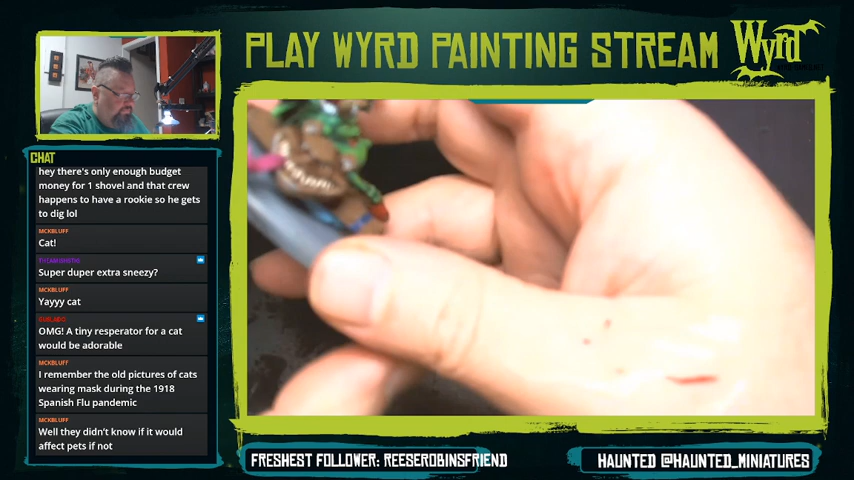 PLAY WYRD PAINTING STREAM
Wyrd
CHAT
hey there's only enough budget
money for 1 shovel and that crew
happens to have a rookie so he gets
to dig lol
MCKBLUFF
Cat!
Super duper extra sneezy?
MCKBLUFF
Yayyy cat
OMG! A tiny resperator for a cat
would be adorable
MCKBLUFF
I remember the old pictures of cats
wearing mask during the 1918
Spanish Flu pandemic
MCKBLUFF
Well they didn't know if it would
affect pets if not
FRESHEST FOLLOWER: REESEROBINSFRIEND
HAUNTED @HAUNTED_MINIATURES